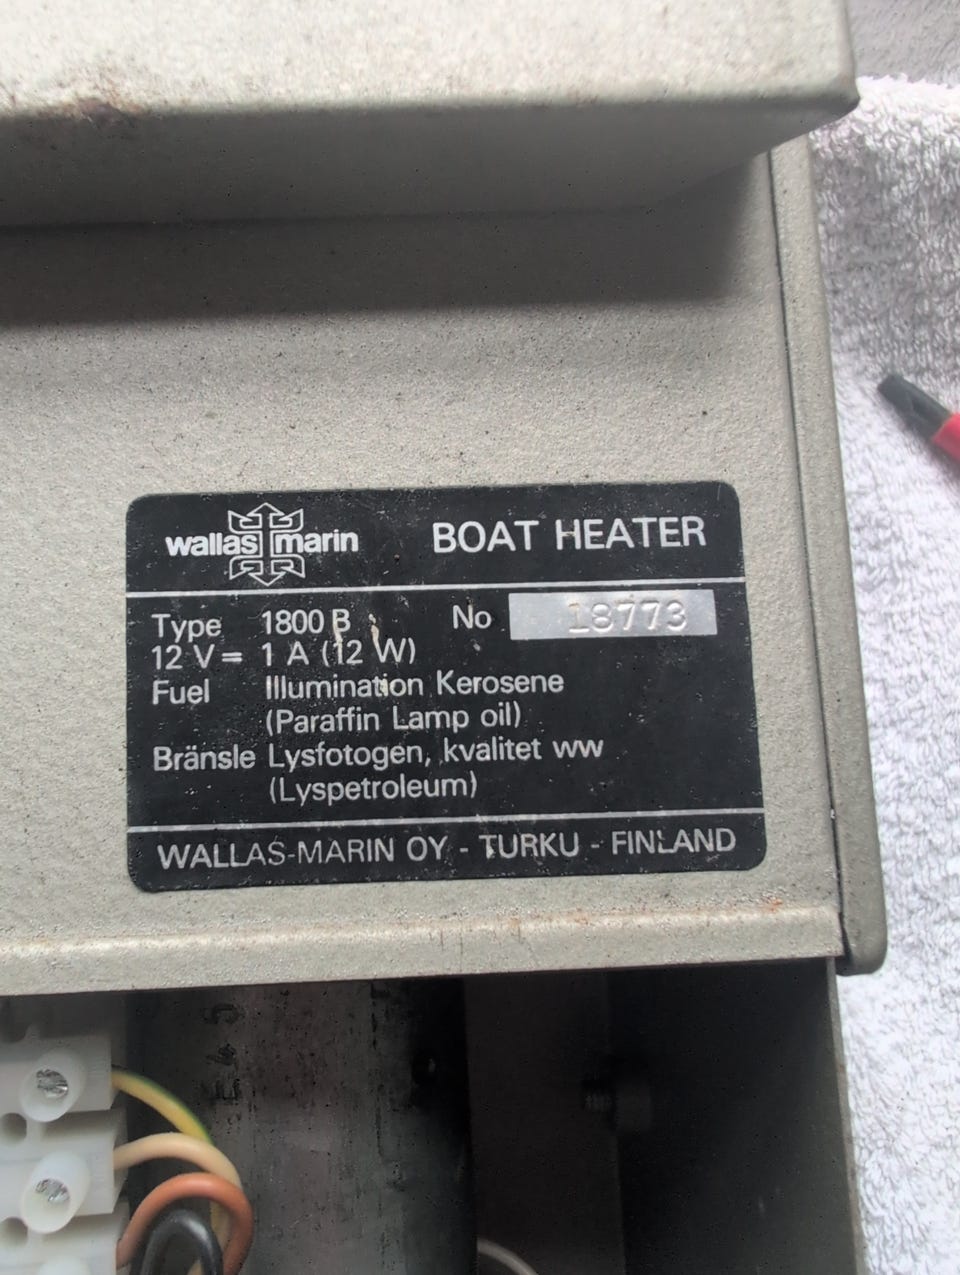 wallas marin BOAT HEATER
Type 1800 B No 18773
12 V = 1 A (12 W)
Fuel Illumination Kerosene
(Paraffin Lamp oil)
Bränsle Lysfotogen, kvalitet ww
(Lyspetroleum)
WALLAS-MARIN OY - TURKU - FINLAND